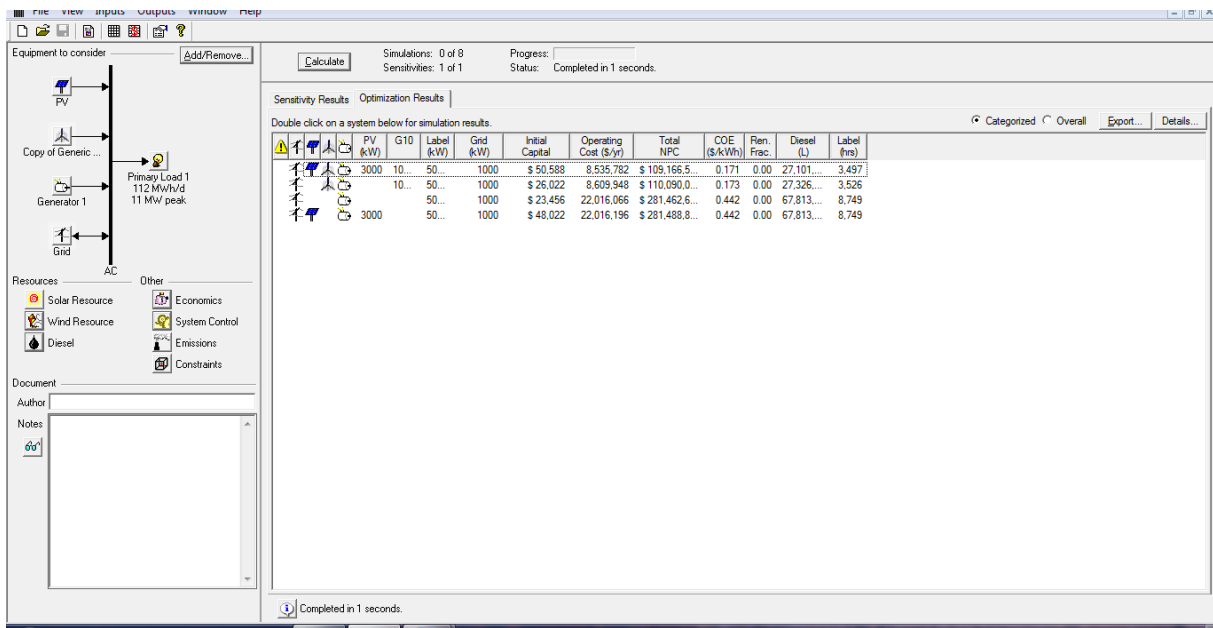 File View Inputs Outputs Window Help
Equipment to consider Add/Remove...
Calculate
Simulations: 0 of 8 Progress:
Sensitivities: 1 of 1 Status: Completed in 1 seconds.
PV
Copy of Generic ...
Generator 1
Grid
AC
Primary Load 1
112 MWh/d
11 MW peak
Resources Other
Solar Resource Economics
Wind Resource System Control
Diesel Emissions
Constraints
Document
Author
Notes
Sensitivity Results Optimization Results
Double click on a system below for simulation results. Categorized Overall Export... Details...
PV (kW) G10 Label (kW) Grid (kW) Initial Capital Operating Cost ($/yr) Total NPC COE ($/kWh) Ren. Frac. Diesel (L) Label (hrs)
3000 10... 50... 1000 $ 50,588 8,535,782 $ 109,166,5... 0.171 0.00 27,101,... 3,497
10... 50... 1000 $ 26,022 8,609,948 $ 110,090,0... 0.173 0.00 27,326,... 3,526
50... 1000 $ 23,456 22,016,066 $ 281,462,6... 0.442 0.00 67,813,... 8,749
3000 50... 1000 $ 48,022 22,016,196 $ 281,488,8... 0.442 0.00 67,813,... 8,749
Completed in 1 seconds.